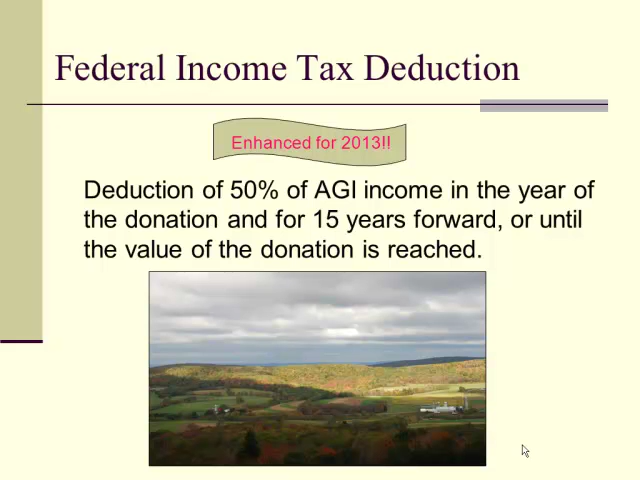 Federal Income Tax Deduction
Enhanced for 2013!!
Deduction of 50% of AGI income in the year of
the donation and for 15 years forward, or until
the value of the donation is reached.